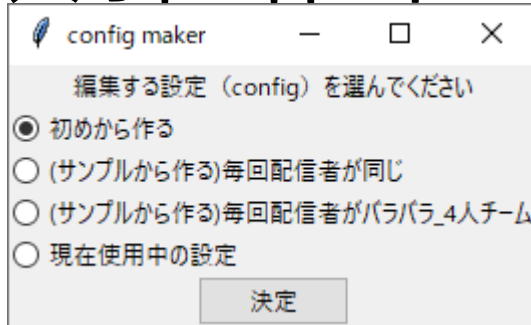 config maker
編集する設定（config）を選んでください
初めから作る
(サンプルから作る)毎回配信者が同じ
(サンプルから作る)毎回配信者がバラバラ_4人チーム
現在使用中の設定
決定